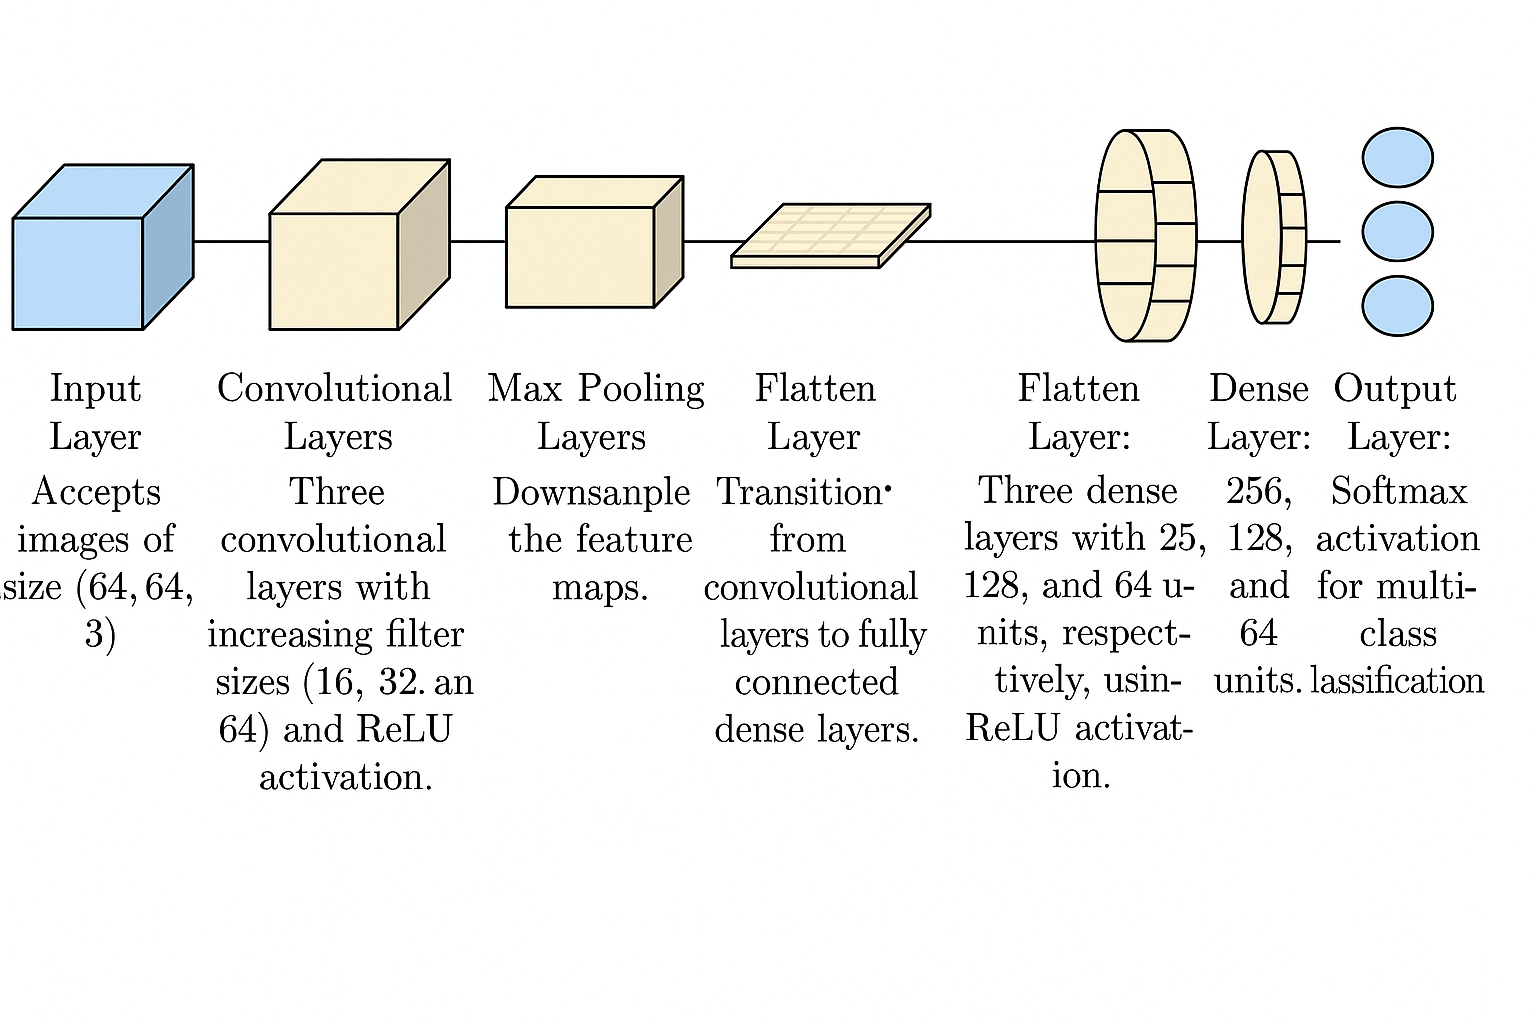 Input
Layer
Accepts
images of
size (64, 64,
3)
Convolutional
Layers
Three
convolutional
layers with
increasing filter
sizes (16, 32. an
64) and ReLU
activation.
Max Pooling
Layers
Downsanple
the feature
maps.
Flatten
Layer
Transition•
from
convolutional
layers to fully
connected
dense layers.
Flatten
Layer:
Three dense
layers with 25,
128, and 64 u-
nits, respect-
tively, usin-
ReLU activat-
ion.
Dense
Layer:
256,
128,
and
64
units.
Output
Layer:
Softmax
activation
for multi-
class
lassification